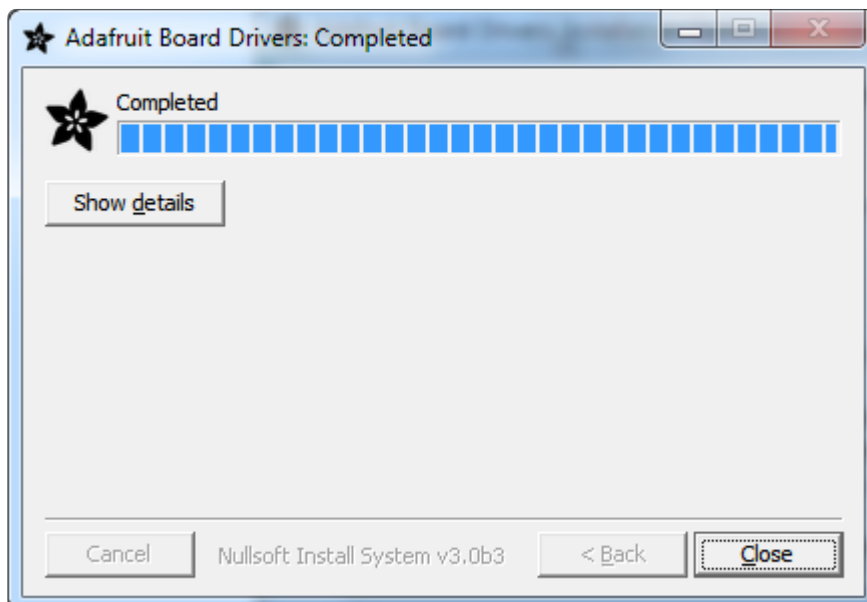 Adafruit Board Drivers: Completed
Completed
Show details
Cancel
Nullsoft Install System v3.0b3
< Back
Close